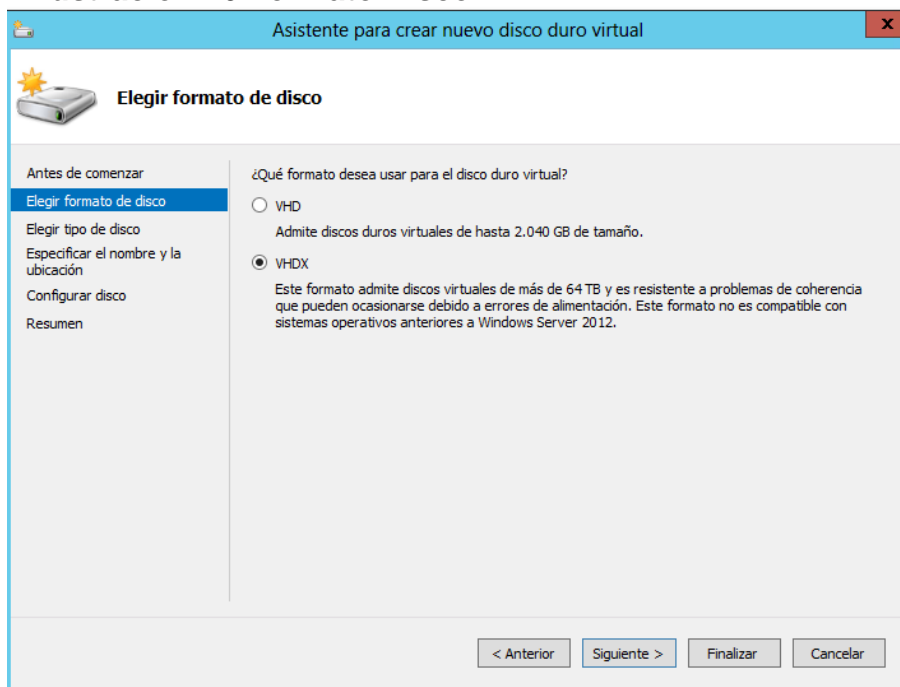 Asistente para crear nuevo disco duro virtual
x
Elegir formato de disco
Antes de comenzar
Elegir formato de disco
Elegir tipo de disco
Especificar el nombre y la
ubicación
Configurar disco
Resumen
¿Qué formato desea usar para el disco duro virtual?
VHD
Admite discos duros virtuales de hasta 2.040 GB de tamaño.
VHDX
Este formato admite discos virtuales de más de 64 TB y es resistente a problemas de coherencia
que pueden ocasionarse debido a errores de alimentación. Este formato no es compatible con
sistemas operativos anteriores a Windows Server 2012.
< Anterior
Siguiente >
Finalizar
Cancelar